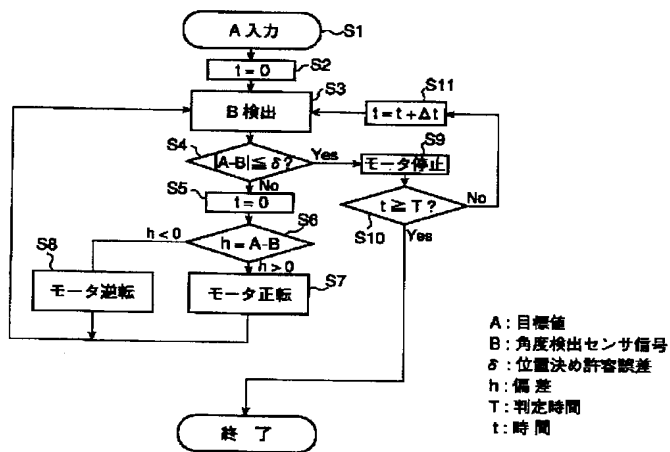 A 入力
S1
t=0
S2
S3
B 検出
S11
t=t+Δt
S4
|A-B|≦δ?
Yes
S9
モータ停止
No
S5
t=0
t≧T?
No
S10
Yes
S6
h=A-B
h<0
h>0
S8
モータ逆転
モータ正転
S7
終 了
A:目標値
B:角度検出センサ信号
δ:位置決め許容誤差
h:偏差
T:判定時間
t:時間